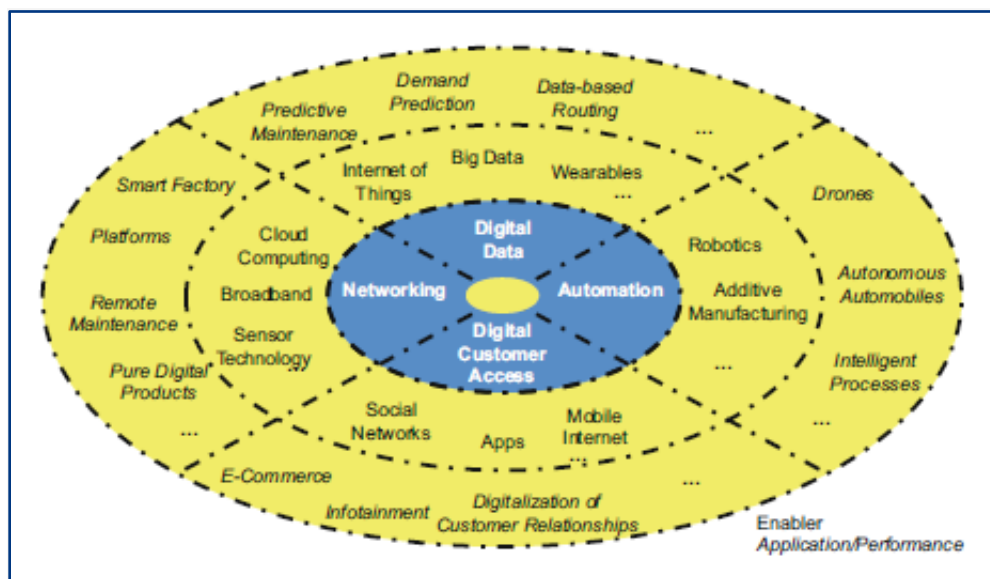 Demand
Prediction
Data-based
Routing
Predictive
Maintenance
...
Internet of
Things
Big Data
Wearables
...
Smart Factory
Platforms
Remote
Maintenance
Pure Digital
Products
...
Cloud
Computing
Broadband
Sensor
Technology
...
Digital
Data
Networking
Automation
Digital
Customer
Access
Robotics
Additive
Manufacturing
...
Drones
Autonomous
Automobiles
Intelligent
Processes
...
Social
Networks
Apps
Mobile
Internet
...
E-Commerce
Infotainment
Digitalization of
Customer Relationships
...
Enabler
Application/Performance